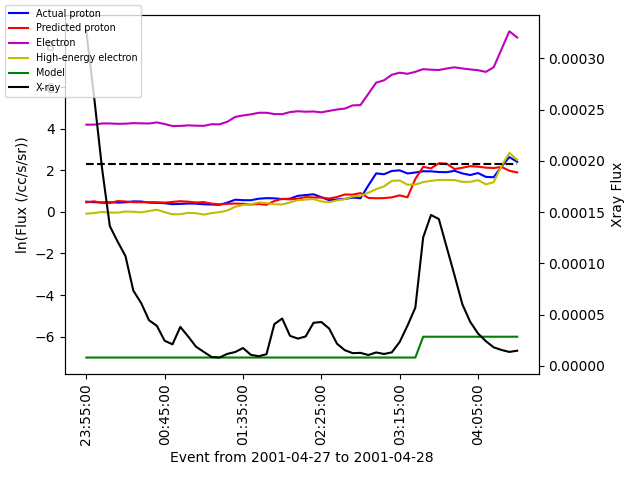 Actual proton
Predicted proton
Electron
High-energy electron
Model
X-ray
8
6
4
2
0
−2
−4
−6
ln(Flux (/cc/s/sr))
0.00030
0.00025
0.00020
0.00015
0.00010
0.00005
0.00000
Xray Flux
23:55:00
00:45:00
01:35:00
02:25:00
03:15:00
04:05:00
Event from 2001-04-27 to 2001-04-28